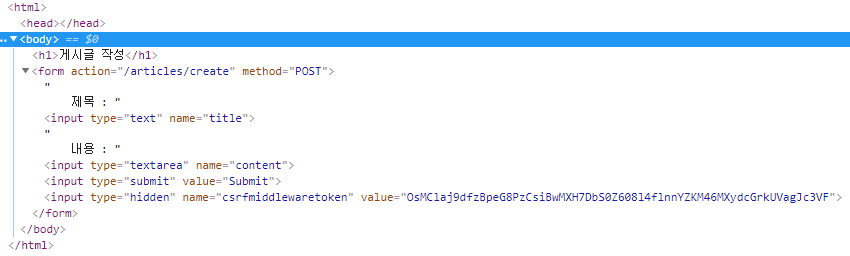 <html>
<head></head>
<body> == $0
<h1>게시글 작성</h1>
<form action="/articles/create" method="POST">
"
제목 : "
<input type="text" name="title">
"
내용 : "
<input type="textarea" name="content">
<input type="submit" value="Submit">
<input type="hidden" name="csrfmiddlewaretoken" value="OsMClaj9dfzBpeG8PzCsiBwMXH7DbS0Z608l4flnnYZKM46MXydcGrkUVagJc3VF">
</form>
</body>
</html>